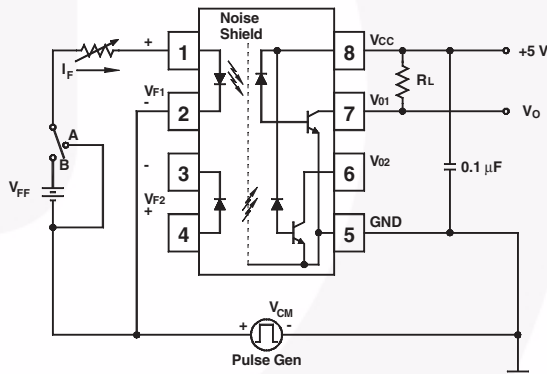 Noise
Shield
+
1
IF
VF1
-
2
-
3
VF2
+
4
A
B
VFF
8
VCC
+5 V
RL
7
V01
VO
6
V02
0.1 µF
5
GND
VCM
+
-
Pulse Gen